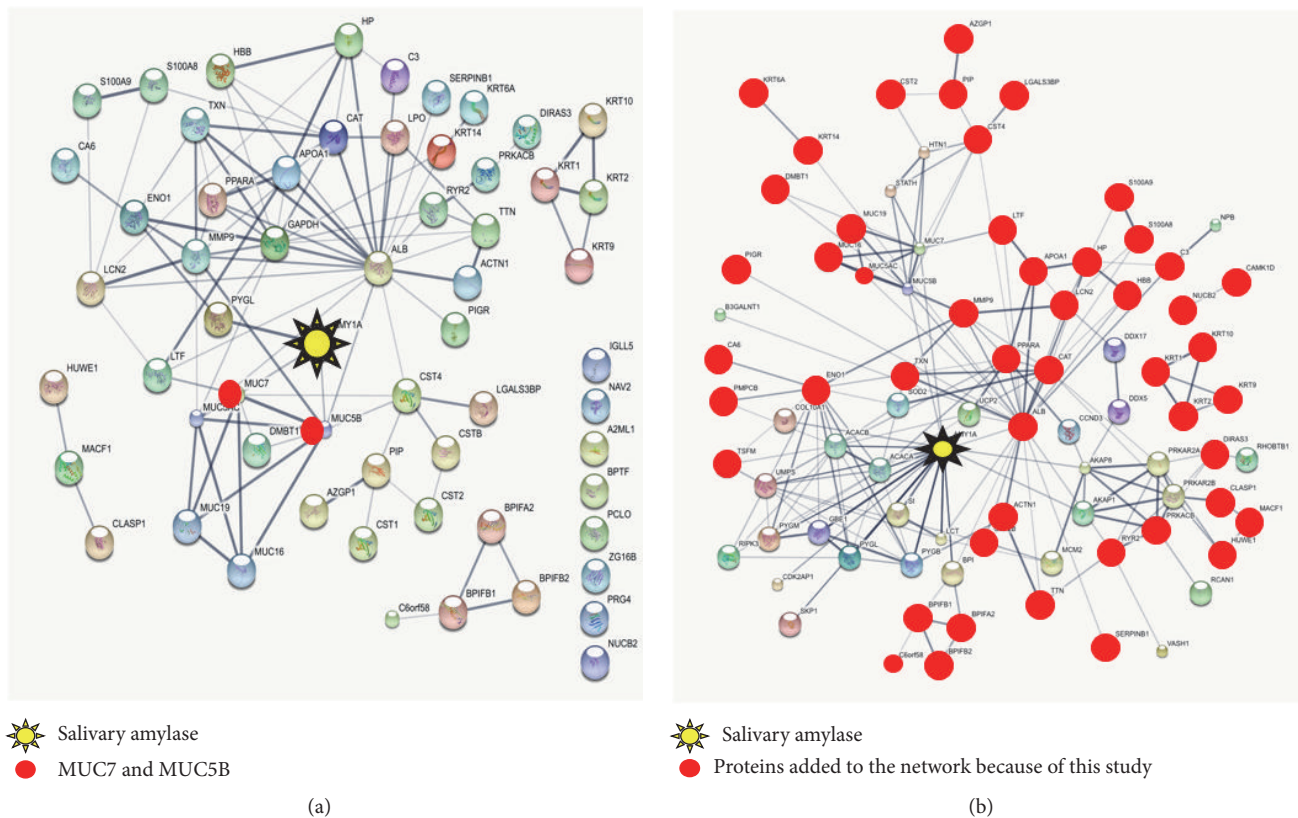 HP
HBB
C3
S100A8
S100A9
SERPINB1
KRT6A
TXN
CAT
LPO
DIRAS3
KRT10
KRT14
CA6
APOA1
PRKACB
KRT1
KRT2
PPARA
ENO1
RYR2
GAPDH
TTN
MMP9
ALB
KRT9
LCN2
ACTN1
PYGL
PIGR
MY1A
IGLL5
LTF
HUWE1
MUC7
CST4
LGALS3BP
NAV2
MUC5B
DMBT1
A2ML1
MACF1
PIP
CSTB
BPTF
AZGP1
CST2
PCLO
MUC19
CST1
BPIFA2
CLASP1
MUC16
ZG16B
BPIFB2
C6orf58
BPIFB1
PRG4
NUCB2
Salivary amylase
MUC7 and MUC5B
(a)
AZGP1
KRT6A
CST2
PIP
LGALS3BP
CST4
KRT14
HTN1
DMBT1
STATH
S100A9
MUC19
LTF
NPB
MUC16
MUC7
S100A8
MUC5AC
APOA1
HP
C3
PIGR
MUC5B
LCN2
HBB
CAMK1D
B3GALNT1
MMP9
NUCB2
DDX17
KRT10
CA6
PPARA
CAT
KRT1
TXN
ENO1
KRT9
PMPCB
SOD2
DDX5
KRT2
COL10A1
UCP2
ALB
CCND3
ACACB
MY1A
DIRAS3
TSFM
ACACA
AKAP8
PRKAR2A
RHOBTB1
UMPS
PRKAR2B
CLASP1
SI
ACTN1
AKAP1
MACF1
PYGM
GBE1
LCT
PRKACB
RIPK3
PYGL
PYGB
MCM2
RYR2
HUWE1
BPI
CDK2AP1
RCAN1
SKP1
TTN
BPIFB1
BPIFA2
SERPINB1
VASH1
C6orf58
BPIFB2
Salivary amylase
Proteins added to the network because of this study
(b)